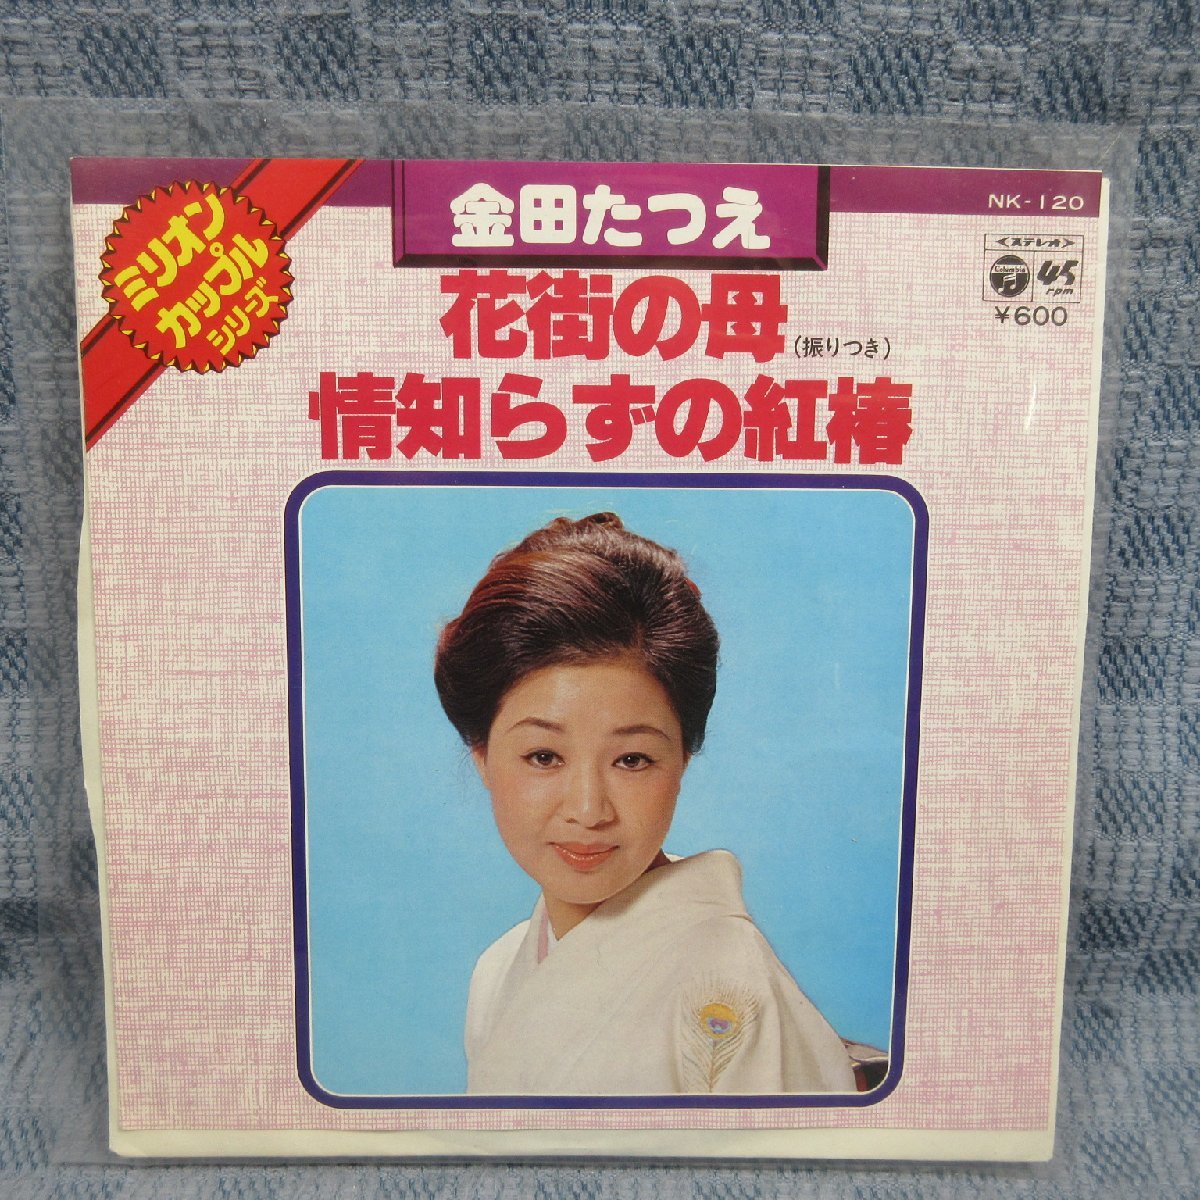 ミリオン
カップル
シリーズ
金田たつえ
NK-120
ステレオ
Columbia
45
rpm
¥600
花街の母
(振りつき)
情知らずの紅椿